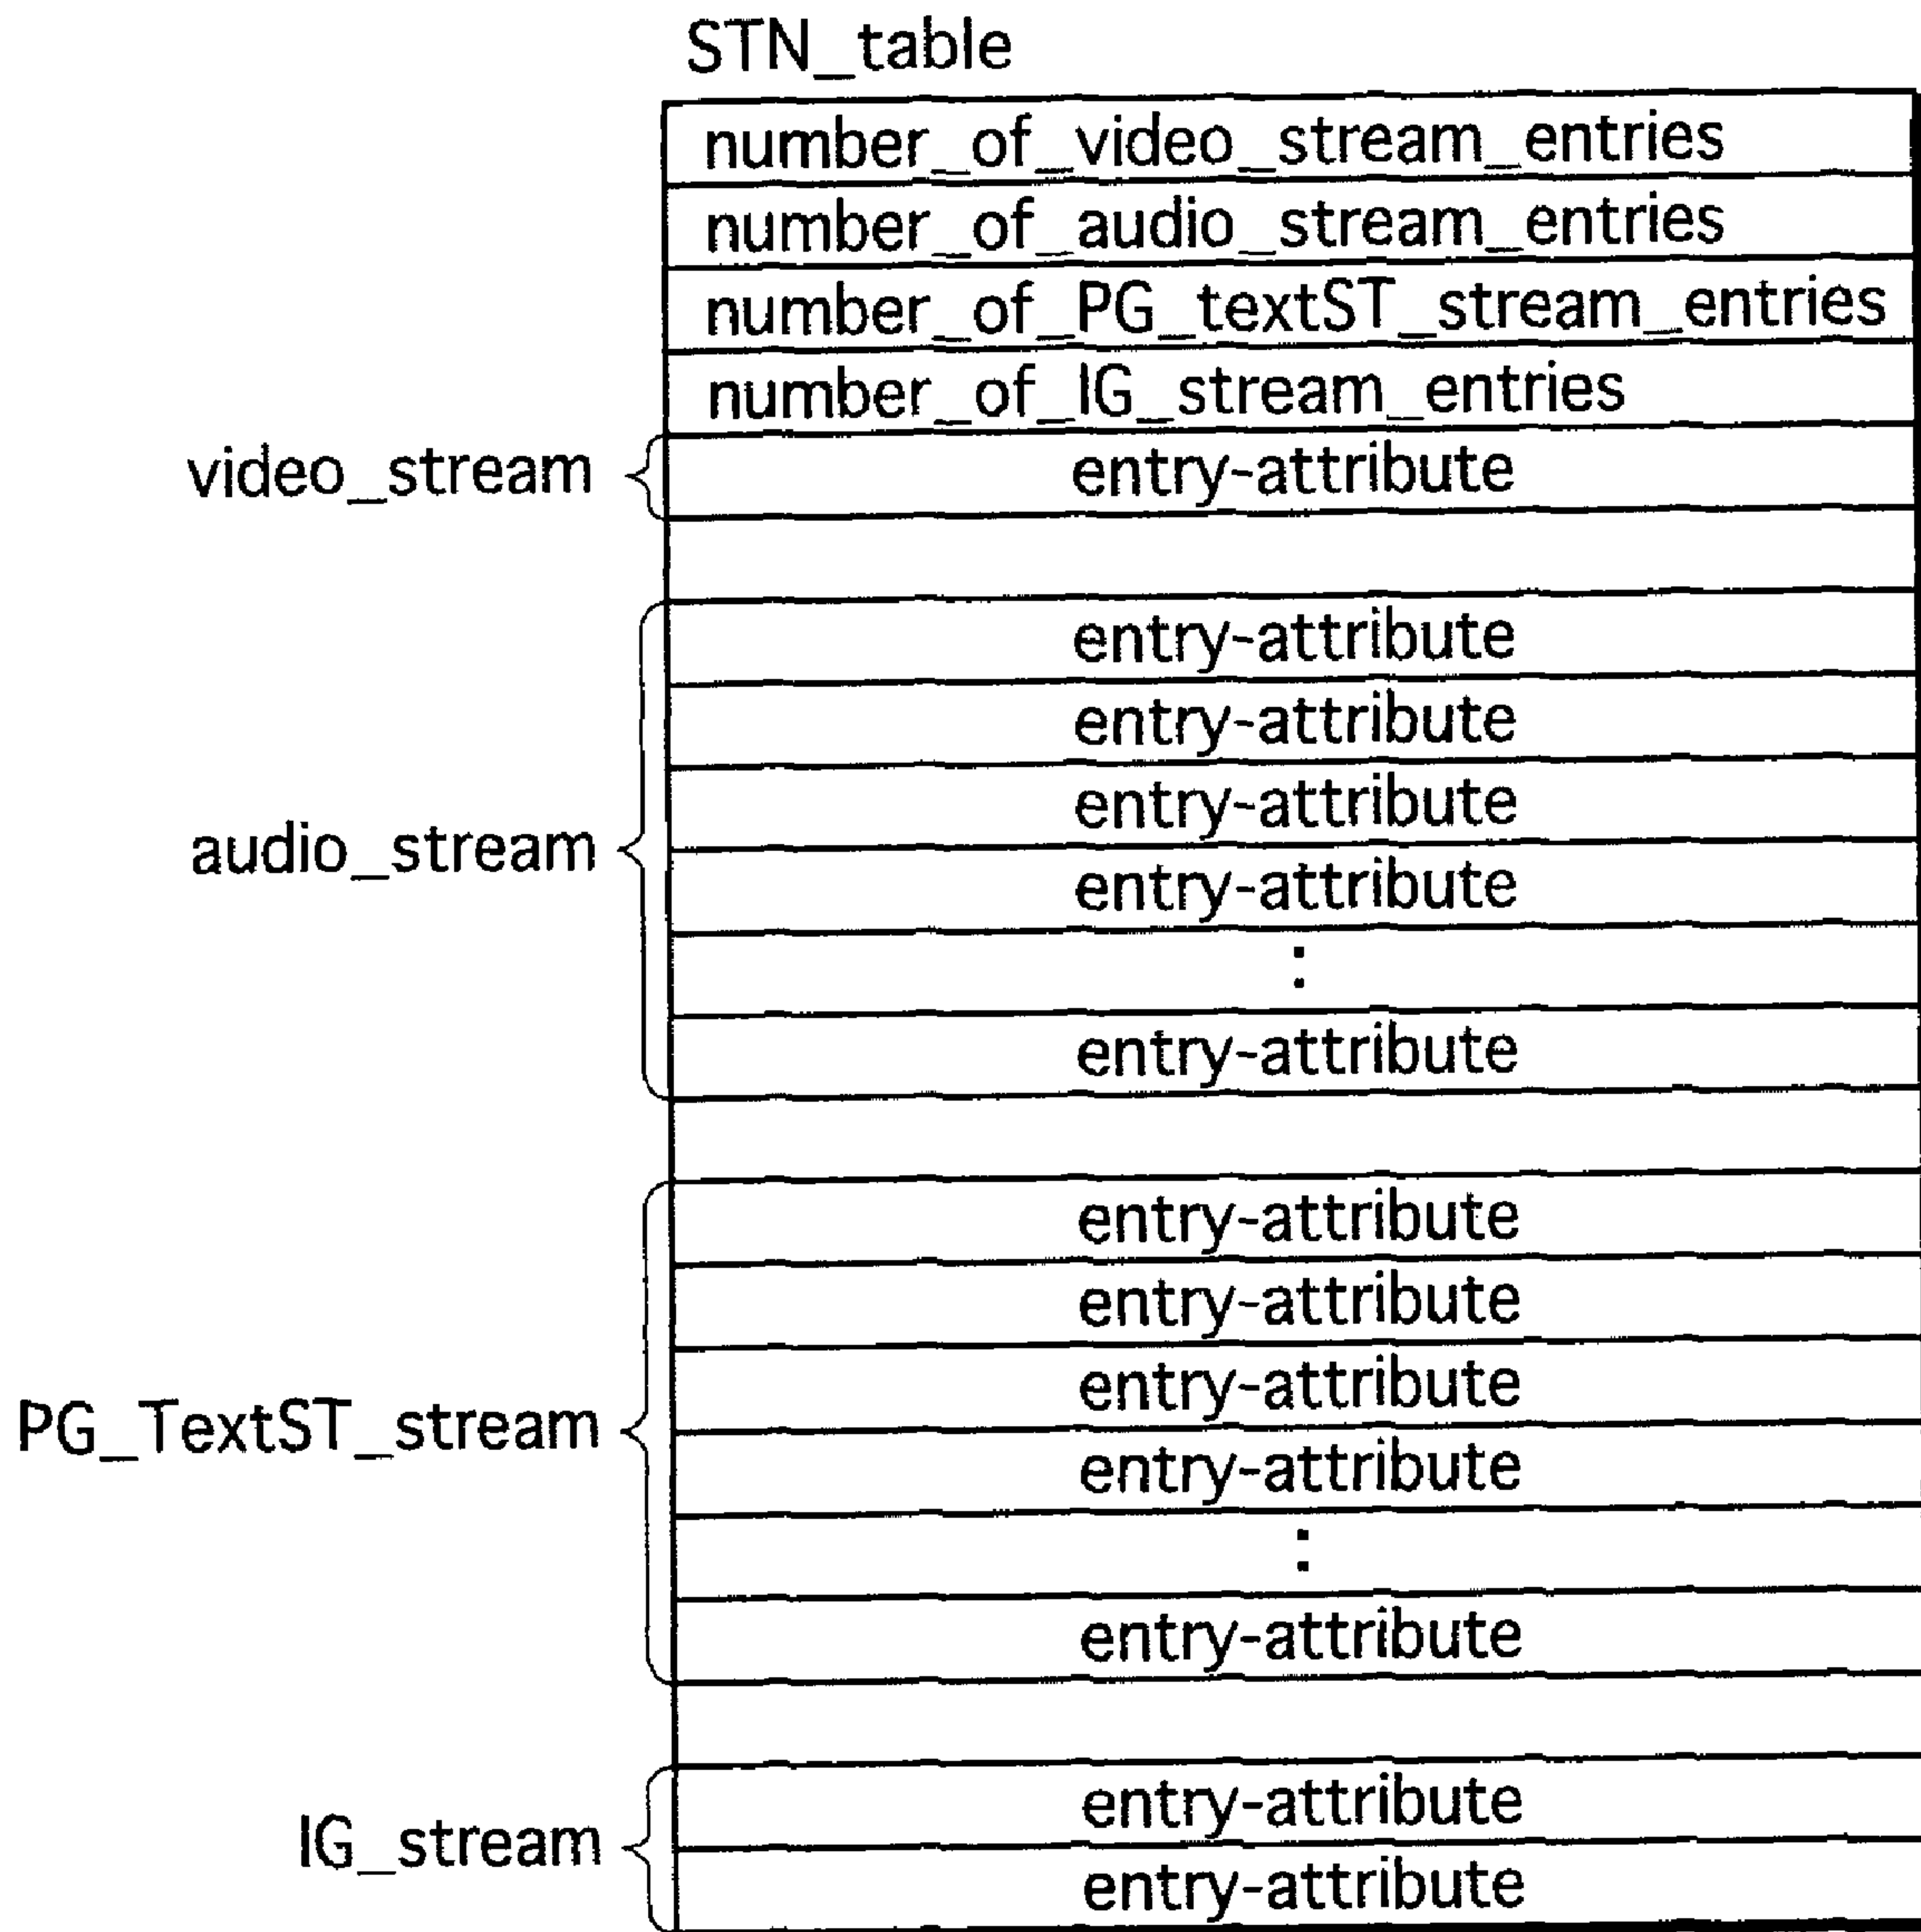 STN_table
number_of_video_stream_entries
number_of_audio_stream_entries
number_of_PG_textST_stream_entries
number_of_IG_stream_entries
video_stream entry-attribute
entry-attribute
entry-attribute
entry-attribute
audio_stream
entry-attribute
:
entry-attribute
entry-attribute
entry-attribute
entry-attribute
PG_TextST_stream
entry-attribute
:
entry-attribute
entry-attribute
IG_stream
entry-attribute